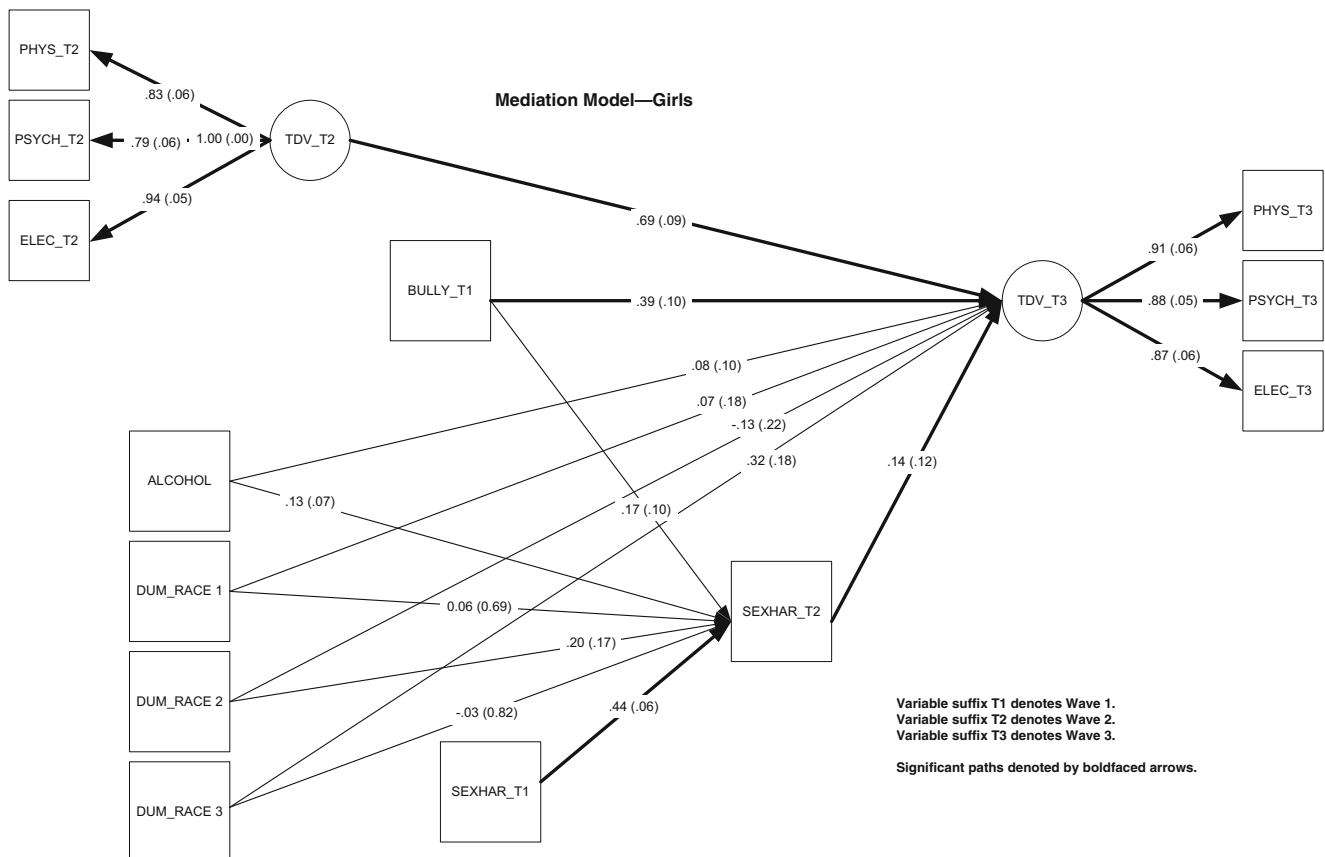 PHYS_T2
.83 (.06)
Mediation Model—Girls
PSYCH_T2
.79 (.06)
1.00 (.00)
TDV_T2
.94 (.05)
ELEC_T2
.69 (.09)
PHYS_T3
.91 (.06)
BULLY_T1
.39 (.10)
TDV_T3
.88 (.05)
PSYCH_T3
.87 (.06)
ELEC_T3
.08 (.10)
.07 (.18)
-.13 (.22)
.32 (.18)
.14 (.12)
ALCOHOL
.13 (.07)
.17 (.10)
DUM_RACE 1
0.06 (0.69)
SEXHAR_T2
.20 (.17)
DUM_RACE 2
-.03 (0.82)
.44 (.06)
SEXHAR_T1
DUM_RACE 3
Variable suffix T1 denotes Wave 1.
Variable suffix T2 denotes Wave 2.
Variable suffix T3 denotes Wave 3.
Significant paths denoted by boldfaced arrows.